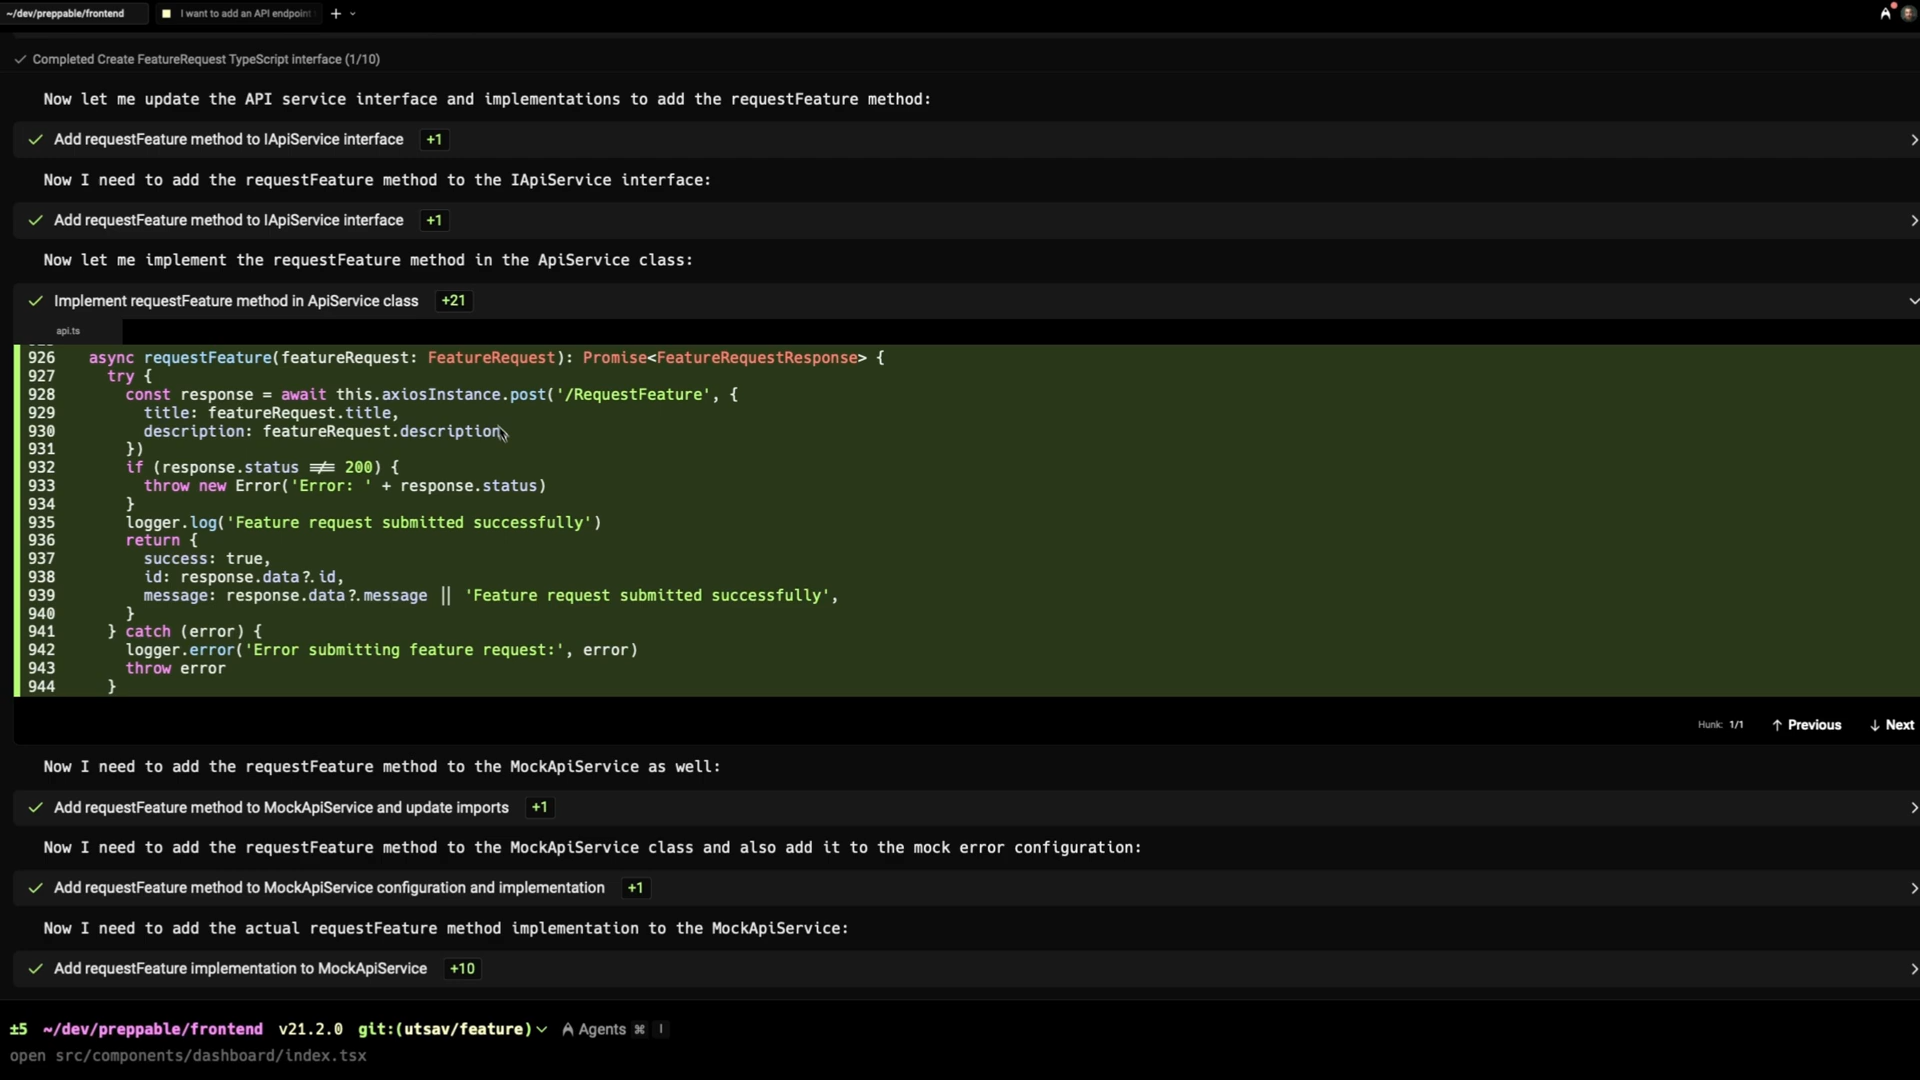 ~/dev/preppable/frontend
I want to add an API endpoint
Completed Create FeatureRequest TypeScript interface (1/10)
Now let me update the API service interface and implementations to add the requestFeature method:
Add requestFeature method to IApiService interface +1
Now I need to add the requestFeature method to the IApiService interface:
Add requestFeature method to IApiService interface +1
Now let me implement the requestFeature method in the ApiService class:
Implement requestFeature method in ApiService class +21
api.ts
926 async requestFeature(featureRequest: FeatureRequest): Promise<FeatureRequestResponse> {
927 try {
928 const response = await this.axiosInstance.post('/RequestFeature', {
929 title: featureRequest.title,
930 description: featureRequest.description
931 })
932 if (response.status !== 200) {
933 throw new Error('Error: ' + response.status)
934 }
935 logger.log('Feature request submitted successfully')
936 return {
937 success: true,
938 id: response.data?.id,
939 message: response.data?.message || 'Feature request submitted successfully',
940 }
941 } catch (error) {
942 logger.error('Error submitting feature request:', error)
943 throw error
944 }
Hunk: 1/1 ↑ Previous ↓ Next
Now I need to add the requestFeature method to the MockApiService as well:
Add requestFeature method to MockApiService and update imports +1
Now I need to add the requestFeature method to the MockApiService class and also add it to the mock error configuration:
Add requestFeature method to MockApiService configuration and implementation +1
Now I need to add the actual requestFeature method implementation to the MockApiService:
Add requestFeature implementation to MockApiService +10
±5 ~/dev/preppable/frontend v21.2.0 git:(utsav/feature) Agents ⌘ I
open src/components/dashboard/index.tsx